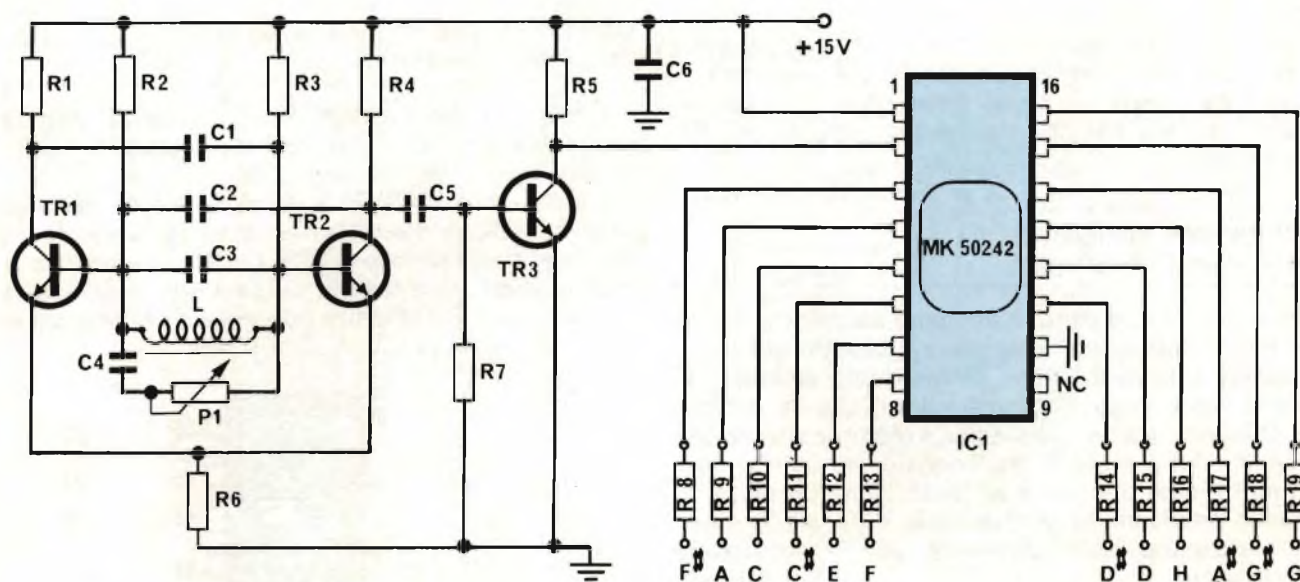 +15V
R1
R2
R3
R4
R5
C6
1
16
C1
C2
C5
TR1
TR2
C3
TR3
MK 50242
L
C4
R7
P1
NC
8
9
IC1
R6
R 8
R 9
R 10
R 11
R 12
R 13
R 14
R 15
R 16
R 17
R 18
R 19
F# A C C# E F D# D H A# G# G